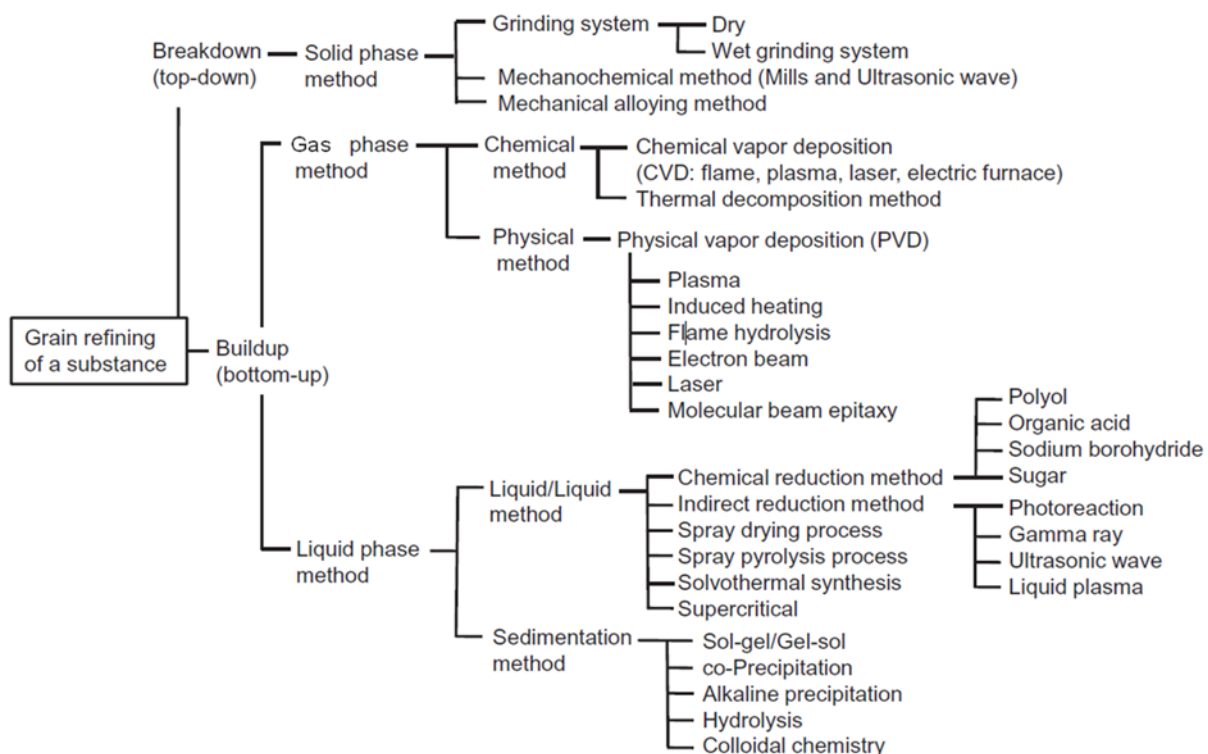 Grinding system
Dry
Wet grinding system
Breakdown
(top-down)
Solid phase
method
Mechanochemical method (Mills and Ultrasonic wave)
Mechanical alloying method
Gas phase
method
Chemical
method
Chemical vapor deposition
(CVD: flame, plasma, laser, electric furnace)
Thermal decomposition method
Physical
method
Physical vapor deposition (PVD)
Plasma
Induced heating
Flame hydrolysis
Electron beam
Laser
Molecular beam epitaxy
Grain refining
of a substance
Buildup
(bottom-up)
Liquid phase
method
Liquid/Liquid
method
Chemical reduction method
Indirect reduction method
Spray drying process
Spray pyrolysis process
Solvothermal synthesis
Supercritical
Polyol
Organic acid
Sodium borohydride
Sugar
Photoreaction
Gamma ray
Ultrasonic wave
Liquid plasma
Sedimentation
method
Sol-gel/Gel-sol
co-Precipitation
Alkaline precipitation
Hydrolysis
Colloidal chemistry